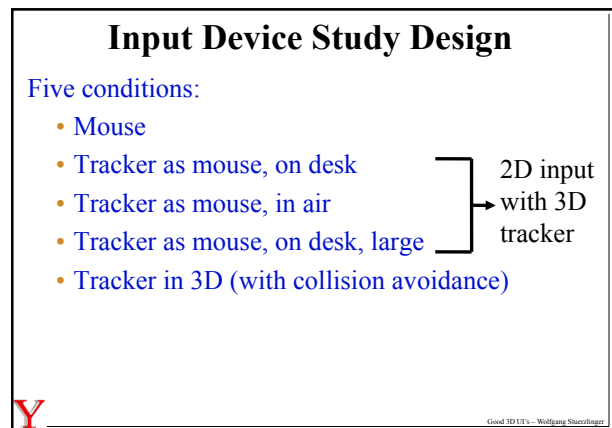 Input Device Study Design
Five conditions:
• Mouse
• Tracker as mouse, on desk
• Tracker as mouse, in air
• Tracker as mouse, on desk, large
• Tracker in 3D (with collision avoidance)
2D input
with 3D
tracker
Y
Good 3D UI's – Wolfgang Stuerzlinger